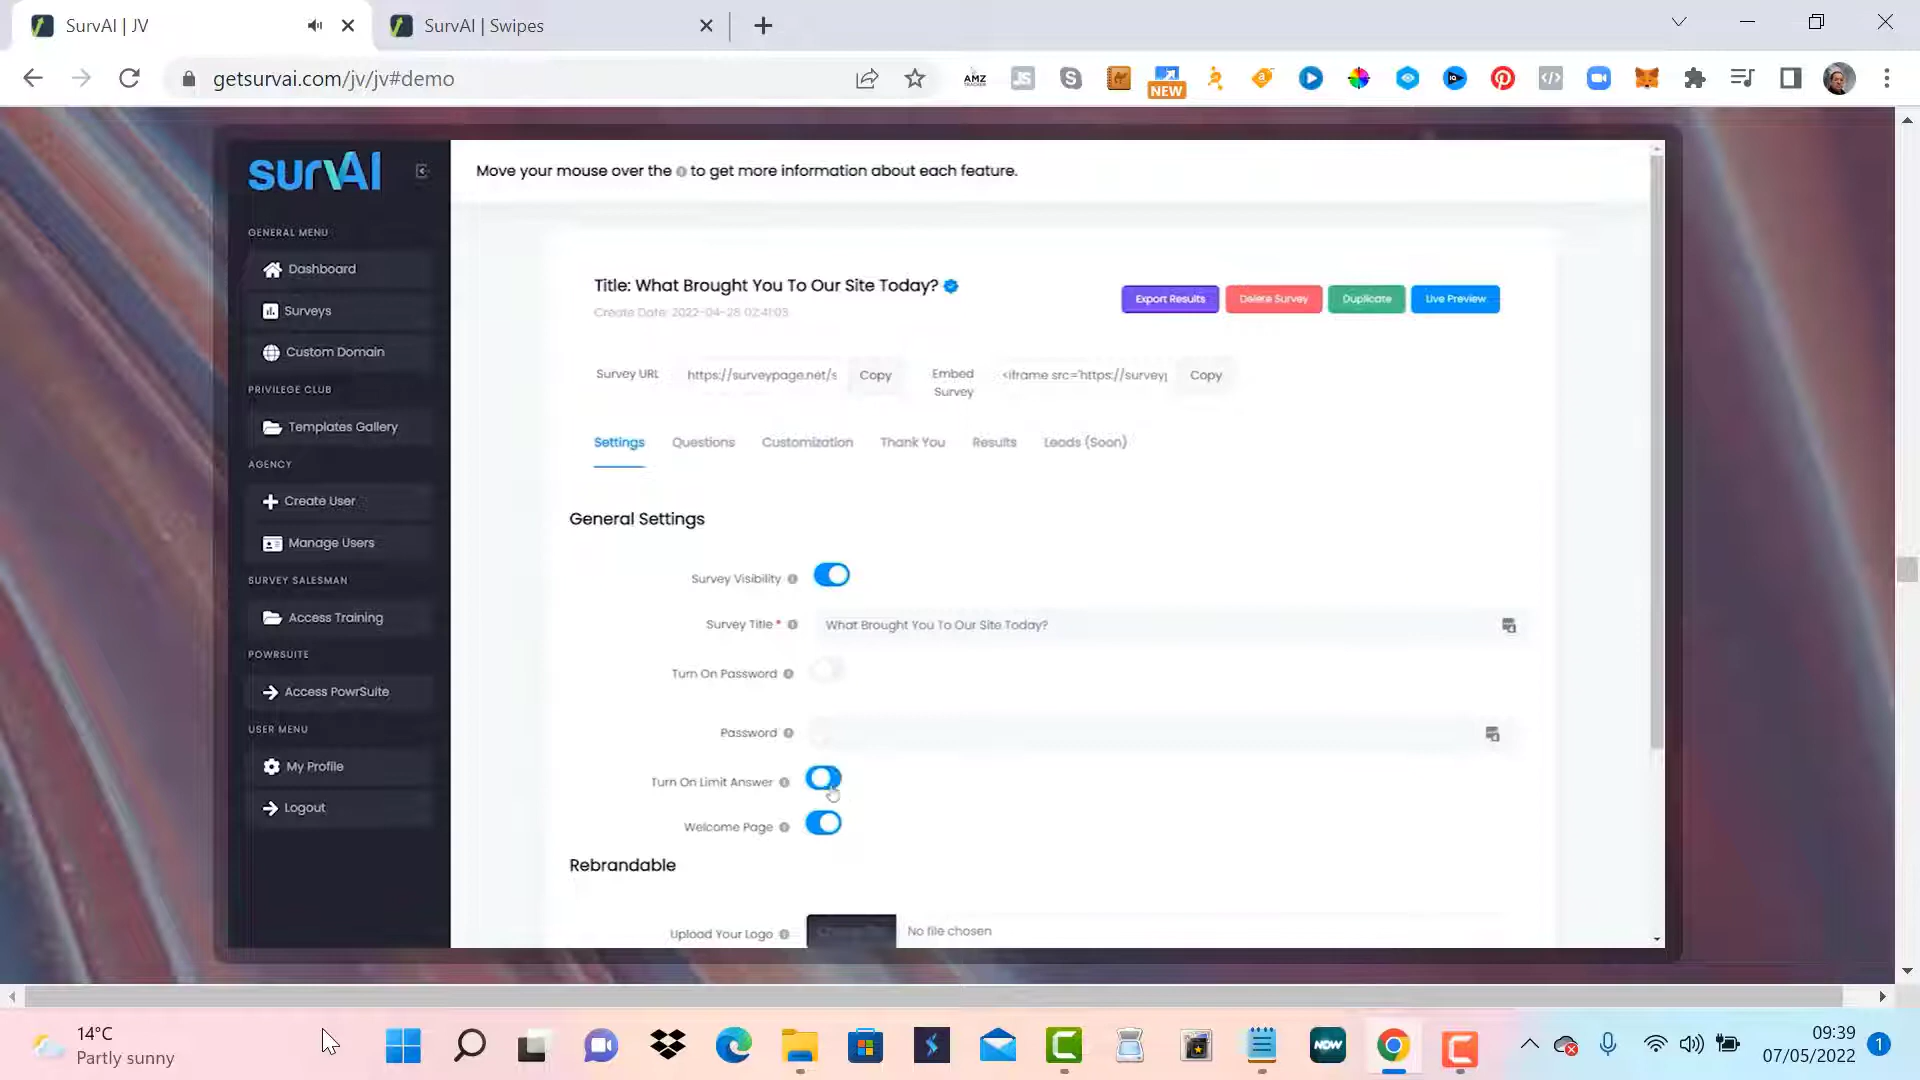 SurvAI | JV
SurvAI | Swipes
getsurvai.com/jv/jv#demo
AMZ
TRACKER
JS
NEW
survAI
Move your mouse over the to get more information about each feature.
GENERAL MENU
Dashboard
Surveys
Custom Domain
PRIVILEGE CLUB
Templates Gallery
AGENCY
Create User
Manage Users
SURVEY SALESMAN
Access Training
POWRSUITE
Access PowrSuite
USER MENU
My Profile
Logout
Title: What Brought You To Our Site Today?
Create Date: 2022-04-28 02:41:03
Export Results
Delete Survey
Duplicate
Live Preview
Survey URL
https://surveypage.net/s
Copy
Embed
Survey
<iframe src='https://survey
Copy
Settings
Questions
Customization
Thank You
Results
Leads (Soon)
General Settings
Survey Visibility
Survey Title *
What Brought You To Our Site Today?
Turn On Password
Password
Turn On Limit Answer
Welcome Page
Rebrandable
Upload Your Logo
No file chosen
14°C
Partly sunny
NOW
09:39
07/05/2022
1